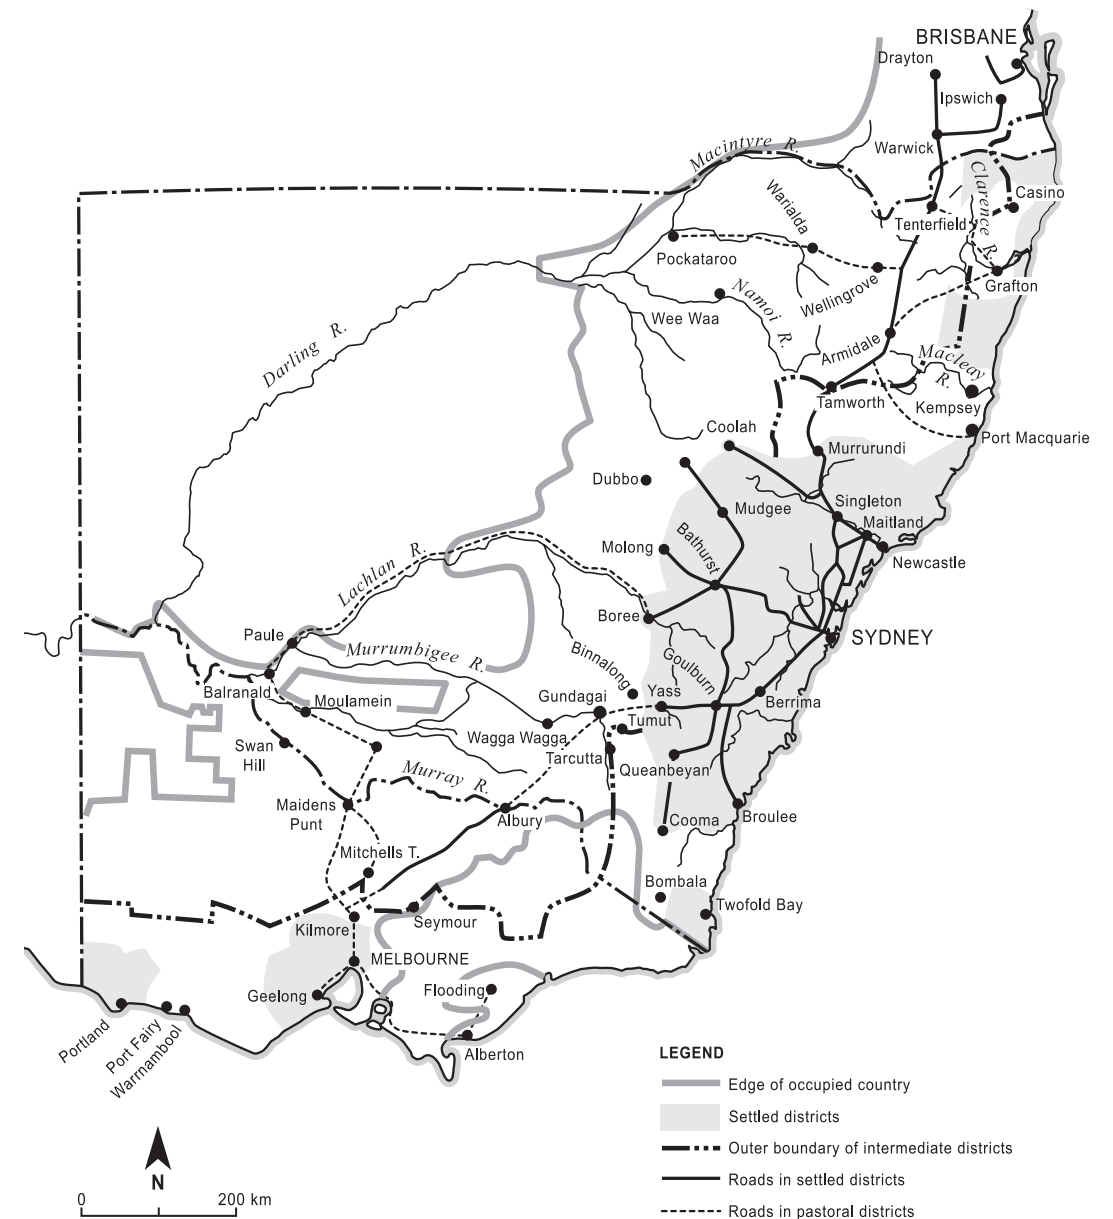 BRISBANE
Drayton
Ipswich
Macintyre R.
Warwick
Clarence R.
Casino
Warialda
Tenterfield
Pockataroo
Wellingrove
Grafton
Namoi R.
Wee Waa
Darling R.
Armidale
Macleay
R.
Tamworth
Kempsey
Coolah
Port Macquarie
Murrurundi
Dubbo
Singleton
Mudgee
Maitland
Bathurst
Molong
Newcastle
Lachlan R.
Boree
SYDNEY
Paule
Murrumbigee R.
Binnalong
Goulburn
Balranald
Moulamein
Gundagai
Yass
Berrima
Tumut
Wagga Wagga
Swan
Hill
Tarcutta
Queanbeyan
Murray R.
Maidens
Punt
Albury
Cooma
Broulee
Mitchells T.
Bombala
Twofold Bay
Seymour
Kilmore
MELBOURNE
Geelong
Flooding
Portland
Port Fairy
Warrnambool
Alberton
LEGEND
Edge of occupied country
Settled districts
Outer boundary of intermediate districts
Roads in settled districts
Roads in pastoral districts
N
0 200 km